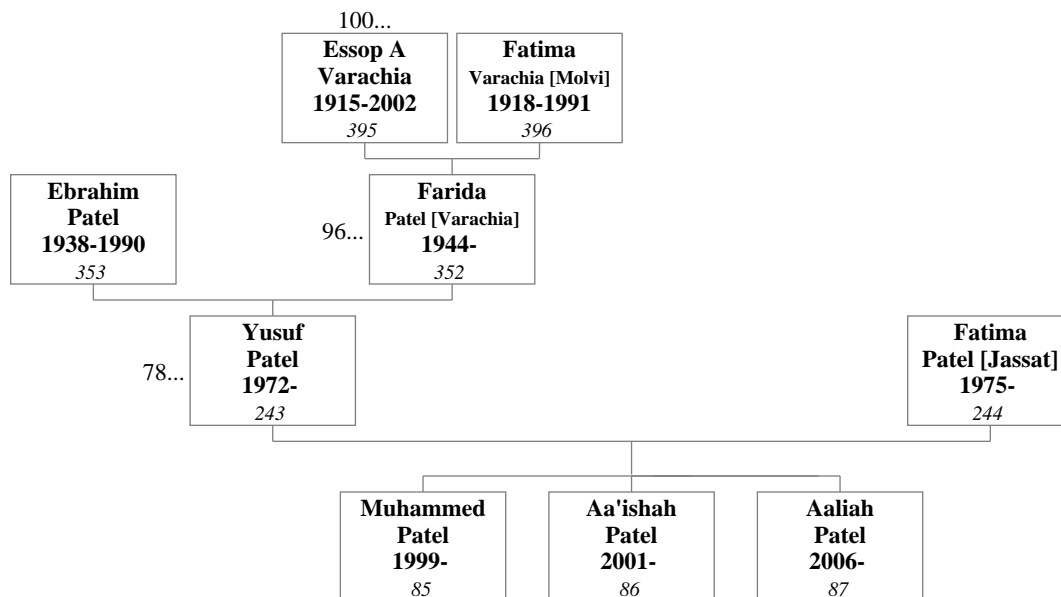 100...
Essop A
Varachia
1915-2002
395
Fatima
Varachia [Molvi]
1918-1991
396
Ebrahim
Patel
1938-1990
353
96...
Farida
Patel [Varachia]
1944-
352
78...
Yusuf
Patel
1972-
243
Fatima
Patel [Jassat]
1975-
244
Muhammed
Patel
1999-
85
Aa'ishah
Patel
2001-
86
Aaliah
Patel
2006-
87